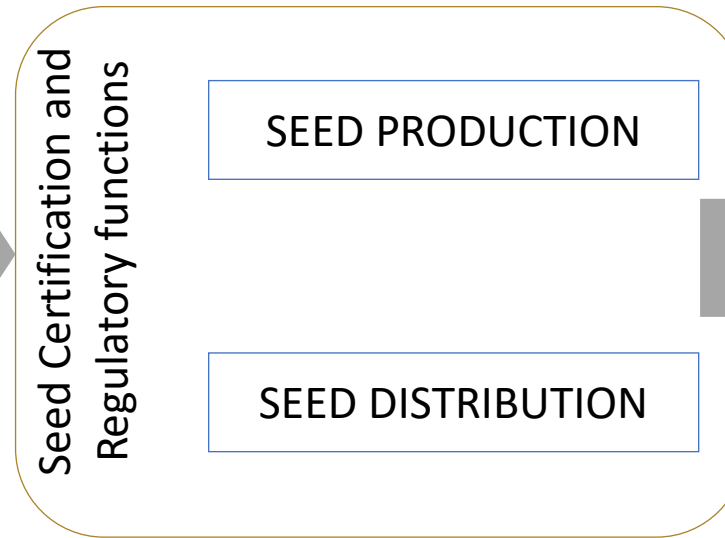 Seed Certification and
Regulatory functions
SEED PRODUCTION
SEED DISTRIBUTION